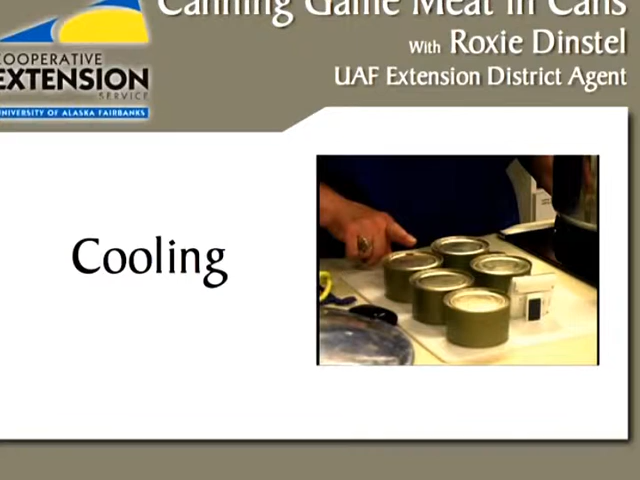 Canning Game Meat in Cans
With Roxie Dinstel
UAF Extension District Agent
COOPERATIVE
EXTENSION
SERVICE
UNIVERSITY OF ALASKA FAIRBANKS
Cooling